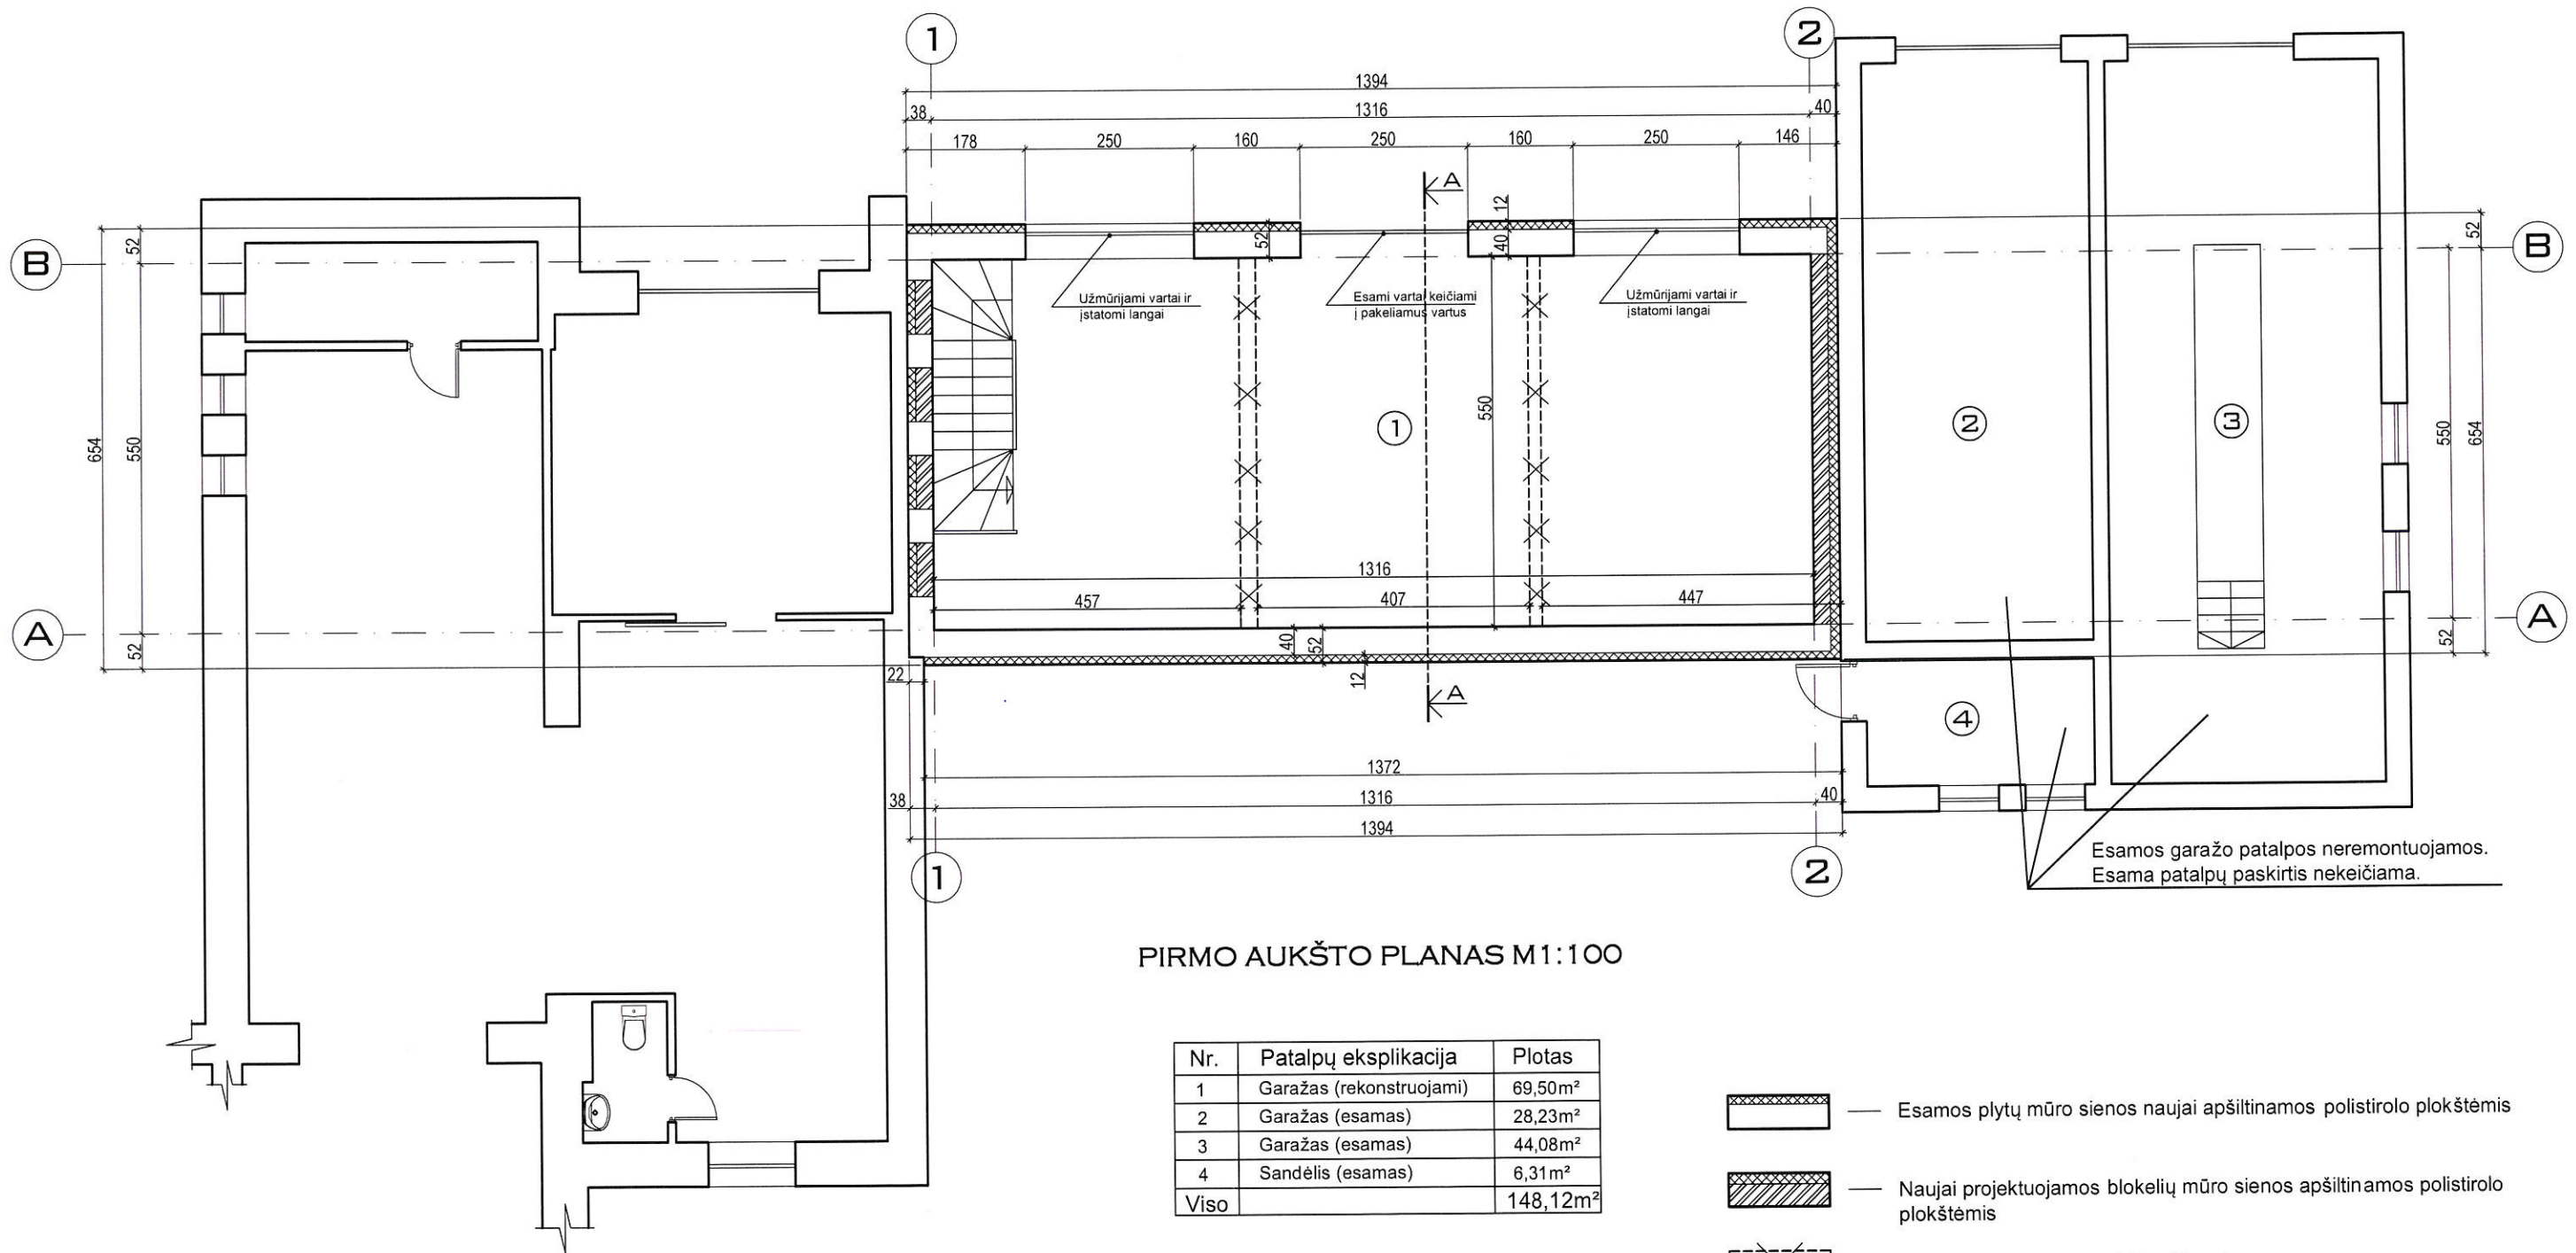 1
2
1394
38
1316
40
178
250
160
250
160
250
146
A
12
52
52
B
B
52
40
Užmūrijami vartai ir
įstatomi langai
Esami vartai keičiami
į pakeliamus vartus
Užmūrijami vartai ir
įstatomi langai
654
550
550
1
2
3
550
654
1316
457
407
447
A
A
52
40
52
12
52
22
A
4
1372
38
1316
40
1394
1
2
Esamos garažo patalpos neremontuojamos.
Esama patalpų paskirtis nekeičiama.
PIRMO AUKŠTO PLANAS M1:100
Nr. Patalpų eksplikacija Plotas
1 Garažas (rekonstruojami) 69,50m²
2 Garažas (esamas) 28,23m²
3 Garažas (esamas) 44,08m²
4 Sandėlis (esamas) 6,31m²
Viso 148,12m²
Esamos plytų mūro sienos naujai apšiltinamos polistirolo plokštėmis
Naujai projektuojamos blokelių mūro sienos apšiltinamos polistirolo
plokštėmis